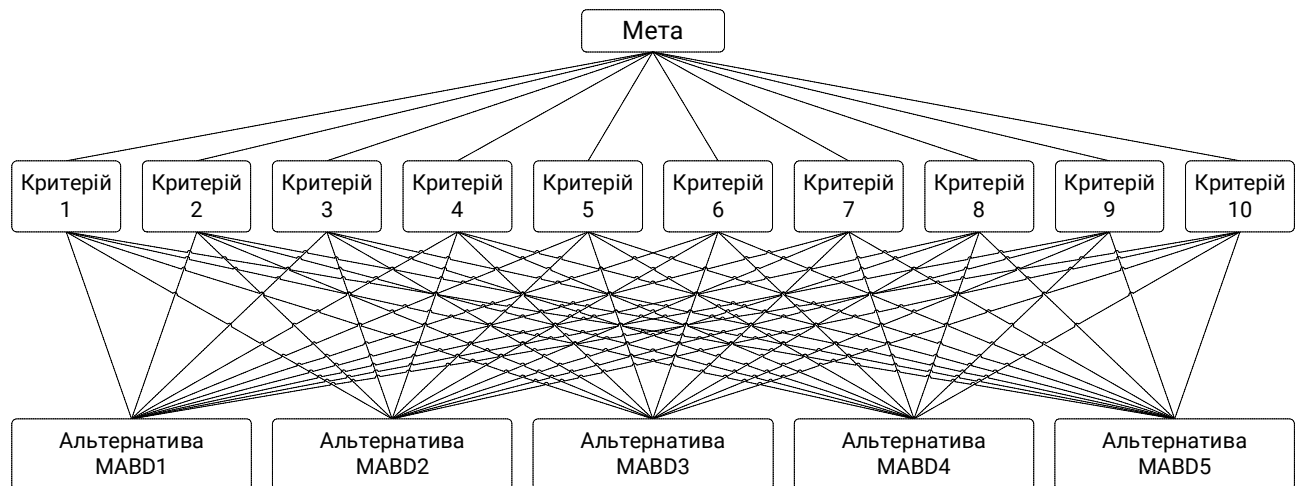 Мета
Критерій
1
Критерій
2
Критерій
3
Критерій
4
Критерій
5
Критерій
6
Критерій
7
Критерій
8
Критерій
9
Критерій
10
Альтернатива
MABD1
Альтернатива
MABD2
Альтернатива
MABD3
Альтернатива
MABD4
Альтернатива
MABD5